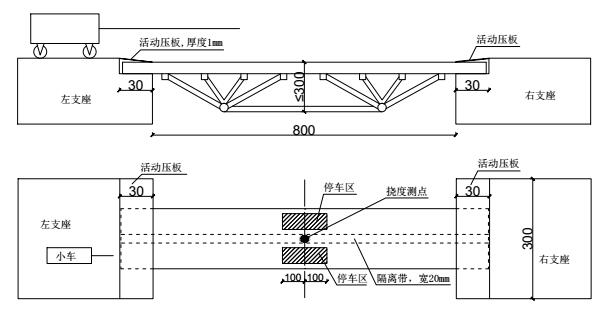 活动压板,厚度1mm
活动压板
30
≤300
30
左支座
右支座
800
活动压板
停车区
挠度测点
活动压板
30
30
左支座
300
小车
右支座
100
100
停车区
隔离带，宽20mm